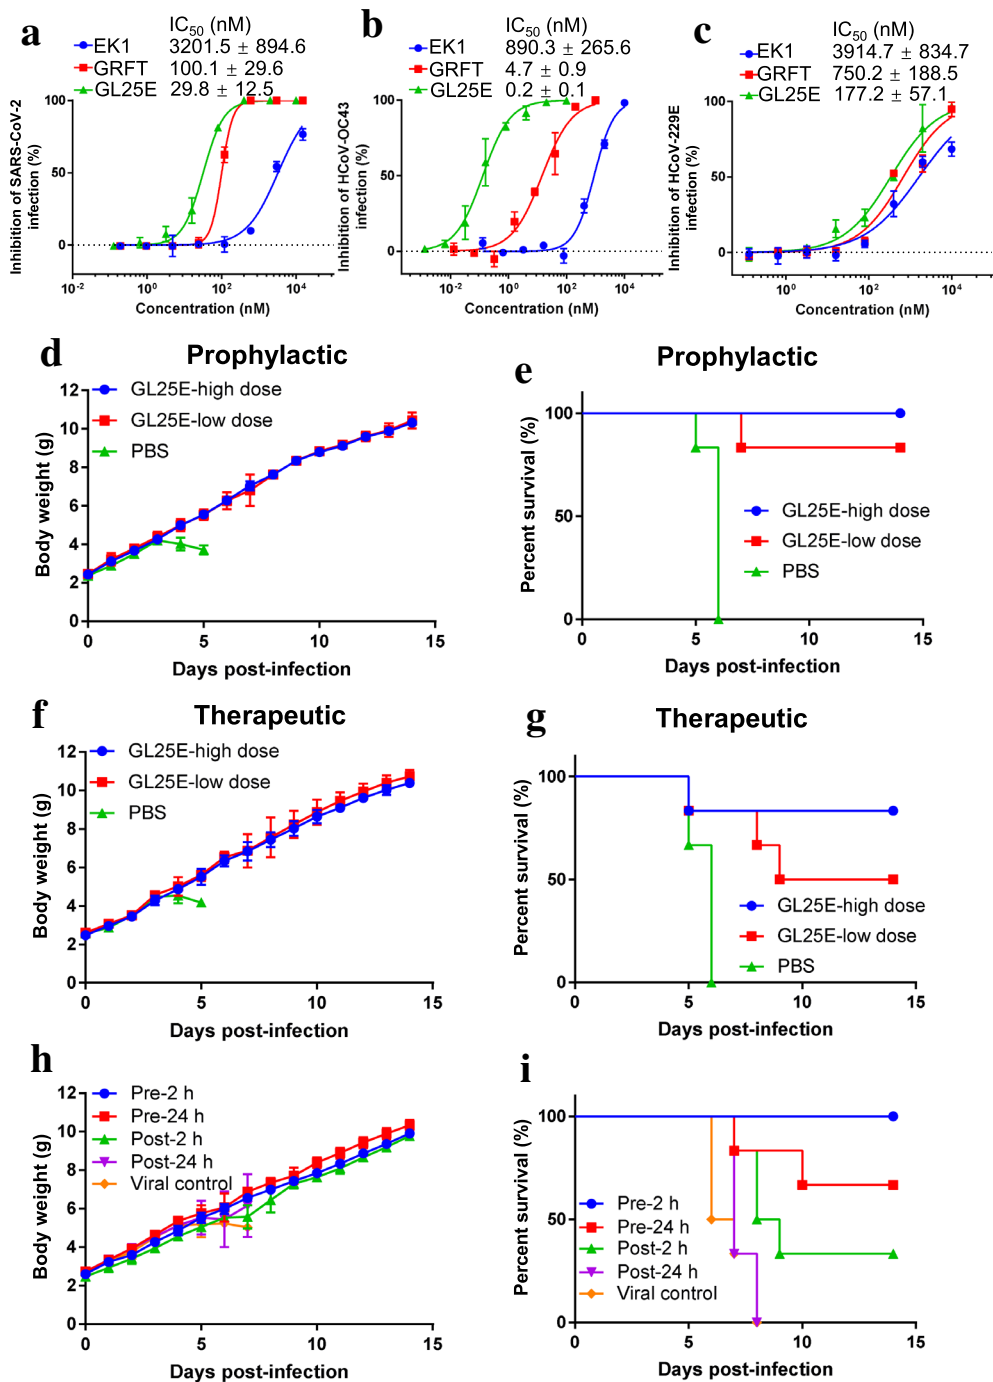 a
IC50 (nM)
EK1 3201.5 ± 894.6
GRFT 100.1 ± 29.6
GL25E 29.8 ± 12.5
Inhibition of SARS-CoV-2
infection (%)
100
50
0
10-2 100 102 104
Concentration (nM)
b
IC50 (nM)
EK1 890.3 ± 265.6
GRFT 4.7 ± 0.9
GL25E 0.2 ± 0.1
Inhibition of HCoV-OC43
infection (%)
100
50
0
10-2 100 102 104
Concentration (nM)
c
IC50 (nM)
EK1 3914.7 ± 834.7
GRFT 750.2 ± 188.5
GL25E 177.2 ± 57.1
Inhibition of HCoV-229E
infection (%)
100
50
0
100 102 104
Concentration (nM)
d
Prophylactic
GL25E-high dose
GL25E-low dose
PBS
Body weight (g)
12
10
8
6
4
2
0
0 5 10 15
Days post-infection
e
Prophylactic
Percent survival (%)
100
50
0
GL25E-high dose
GL25E-low dose
PBS
0 5 10 15
Days post-infection
f
Therapeutic
GL25E-high dose
GL25E-low dose
PBS
Body weight (g)
12
10
8
6
4
2
0
0 5 10 15
Days post-infection
g
Therapeutic
Percent survival (%)
100
50
0
GL25E-high dose
GL25E-low dose
PBS
0 5 10 15
Days post-infection
h
Pre-2 h
Pre-24 h
Post-2 h
Post-24 h
Viral control
Body weight (g)
12
10
8
6
4
2
0
0 5 10 15
Days post-infection
i
Percent survival (%)
100
50
0
Pre-2 h
Pre-24 h
Post-2 h
Post-24 h
Viral control
0 5 10 15
Days post-infection